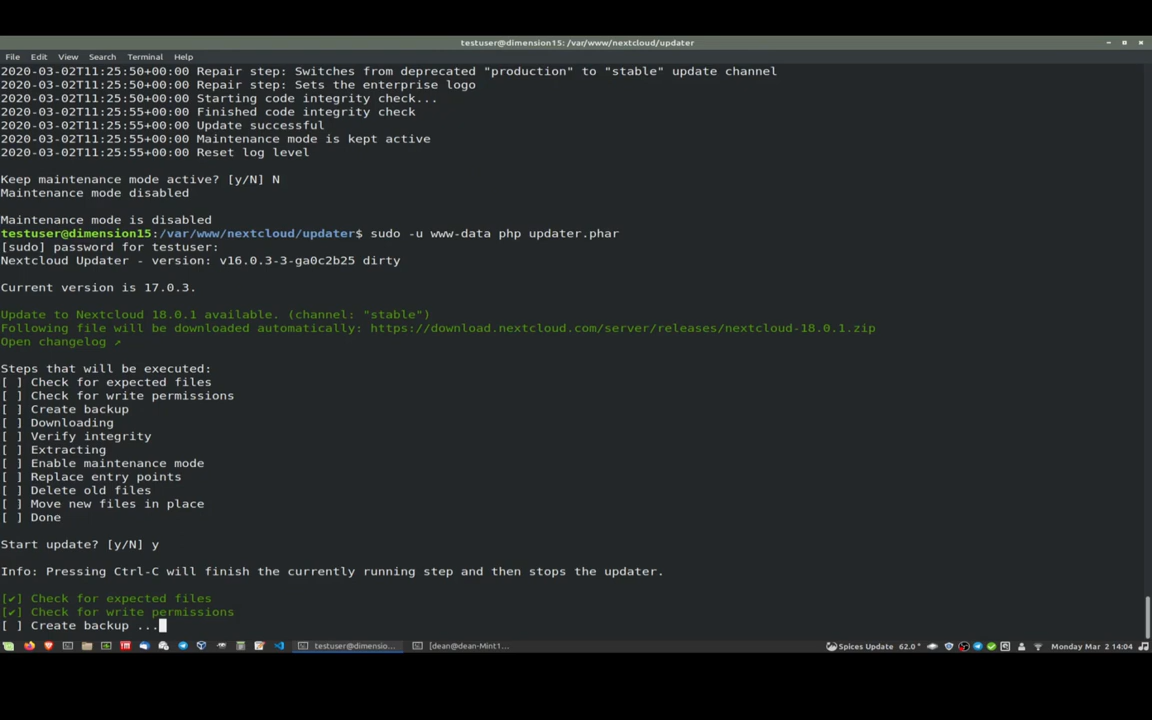 testuser@dimension15: /var/www/nextcloud/updater
File Edit View Search Terminal Help
2020-03-02T11:25:50+00:00 Repair step: Switches from deprecated "production" to "stable" update channel
2020-03-02T11:25:50+00:00 Repair step: Sets the enterprise logo
2020-03-02T11:25:50+00:00 Starting code integrity check...
2020-03-02T11:25:55+00:00 Finished code integrity check
2020-03-02T11:25:55+00:00 Update successful
2020-03-02T11:25:55+00:00 Maintenance mode is kept active
2020-03-02T11:25:55+00:00 Reset log level
Keep maintenance mode active? [y/N] N
Maintenance mode disabled
Maintenance mode is disabled
testuser@dimension15:/var/www/nextcloud/updater$ sudo -u www-data php updater.phar
[sudo] password for testuser:
Nextcloud Updater - version: v16.0.3-3-ga0c2b25 dirty
Current version is 17.0.3.
Update to Nextcloud 18.0.1 available. (channel: "stable")
Following file will be downloaded automatically: https://download.nextcloud.com/server/releases/nextcloud-18.0.1.zip
Open changelog ↗
Steps that will be executed:
[ ] Check for expected files
[ ] Check for write permissions
[ ] Create backup
[ ] Downloading
[ ] Verify integrity
[ ] Extracting
[ ] Enable maintenance mode
[ ] Replace entry points
[ ] Delete old files
[ ] Move new files in place
[ ] Done
Start update? [y/N] y
Info: Pressing Ctrl-C will finish the currently running step and then stops the updater.
[✔] Check for expected files
[✔] Check for write permissions
[ ] Create backup ...
testuser@dimensio... [dean@dean-Mint1... Spices Update 62.0° Monday Mar 2 14:04